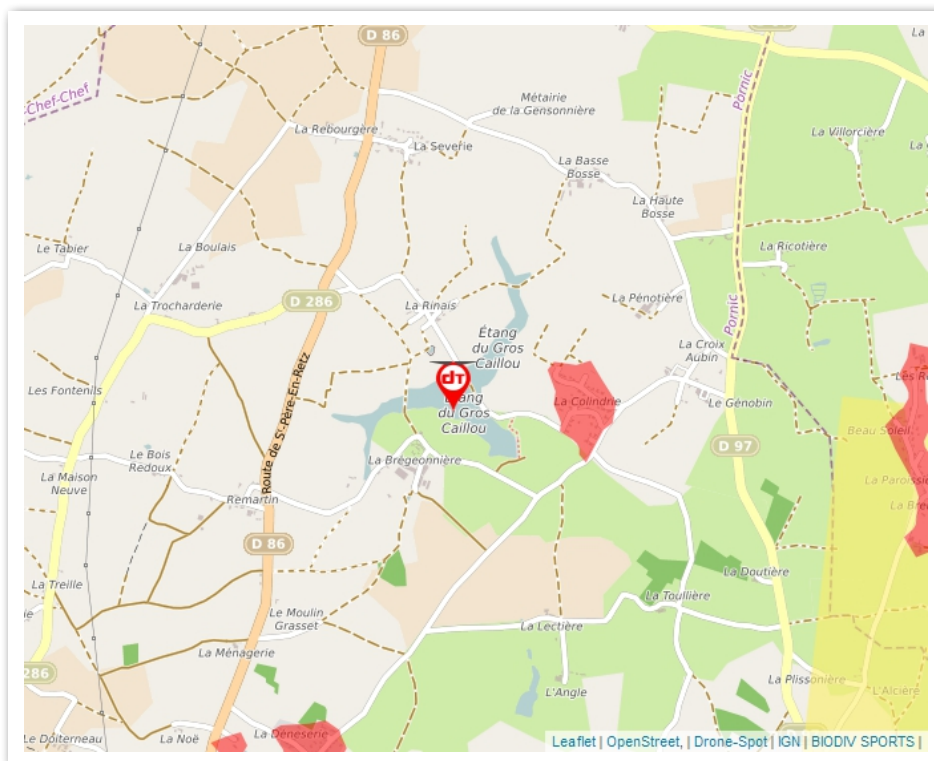 D 86
-Chef-Chef
Métairie
de la Gensonnière
Pornic
La Rebourgère
La Severie
La Villorcière
La Basse
Bosse
La Haute
Bosse
Le Tabier
La Boulais
La Ricotière
La Trocharderie
D 286
La Rinais
La Pénotière
Pornic
Étang
du Gros
Caillou
La Croix
Aubin
Route de St-Père-En-Retz
dT
Les Fontenils
La Colindrie
Le Génobin
Étang
du Gros
Caillou
Beau Soleil
D 97
Le Bois
Redoux
La Brégeonnière
La Maison
Neuve
Remartin
D 86
La Treille
La Doutière
Le Moulin
Grasset
La Toullière
La Lectière
La Ménagerie
286
La Plissonière
L'Angle
L'Alcière
La Noë
La Deneserie
Le Doiterneau
Leaflet | OpenStreet, | Drone-Spot | IGN | BIODIV SPORTS |